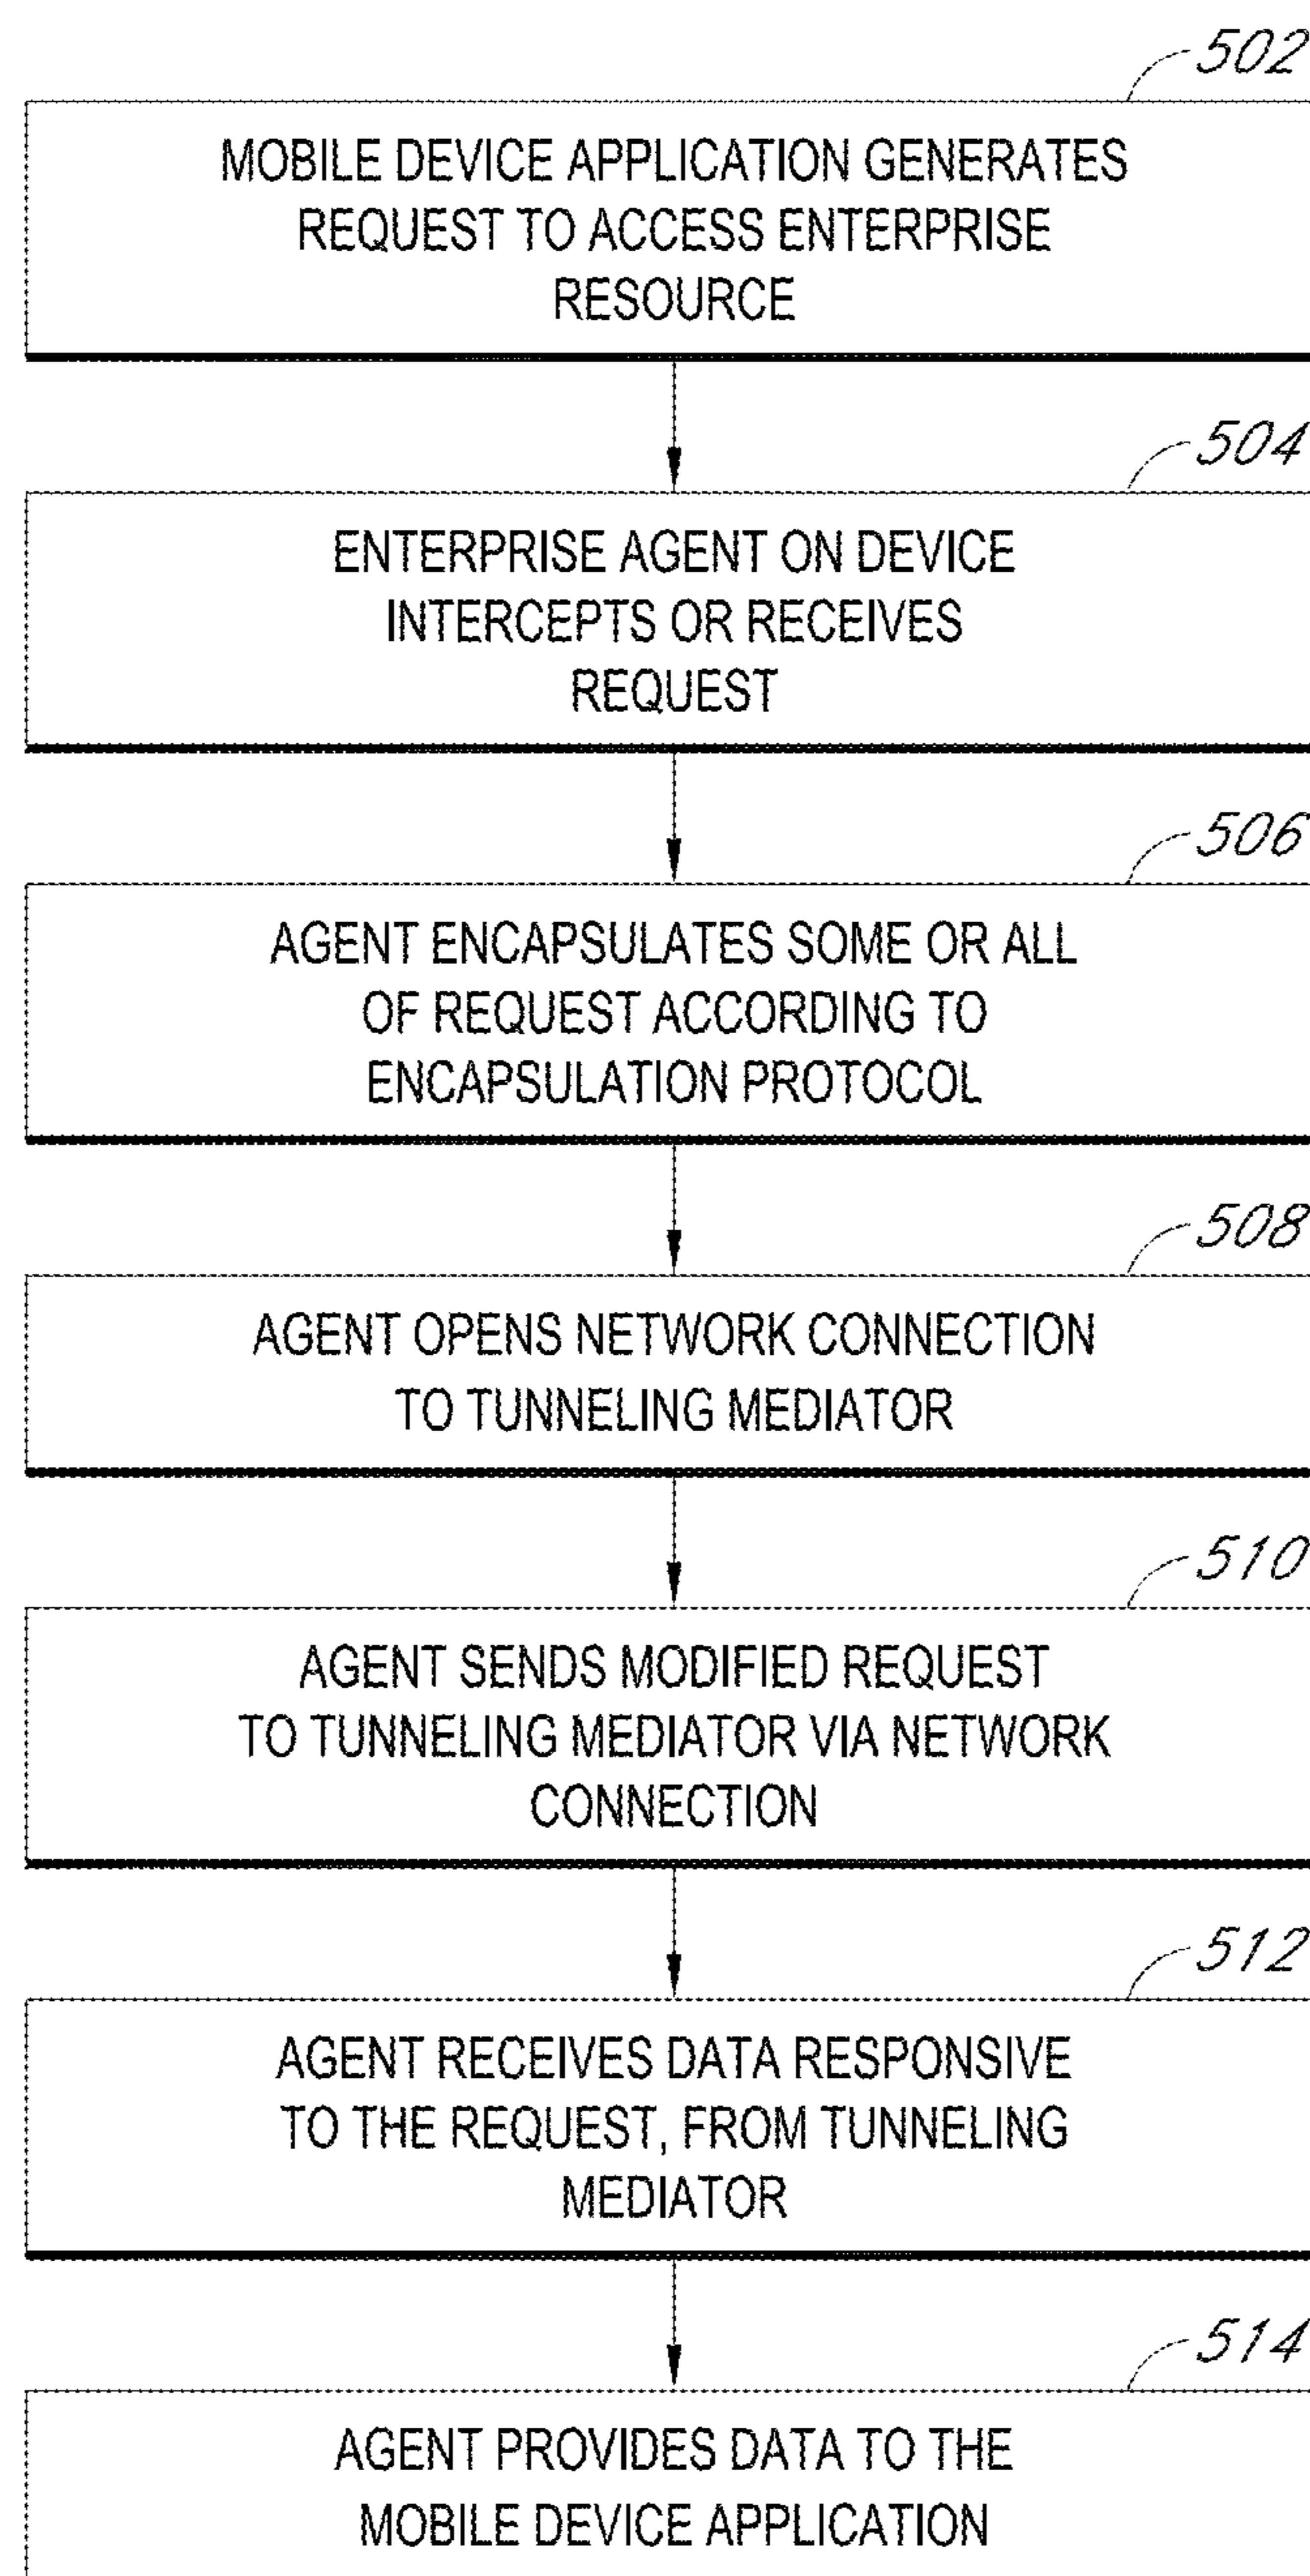 502
MOBILE DEVICE APPLICATION GENERATES
REQUEST TO ACCESS ENTERPRISE
RESOURCE
504
ENTERPRISE AGENT ON DEVICE
INTERCEPTS OR RECEIVES
REQUEST
506
AGENT ENCAPSULATES SOME OR ALL
OF REQUEST ACCORDING TO
ENCAPSULATION PROTOCOL
508
AGENT OPENS NETWORK CONNECTION
TO TUNNELING MEDIATOR
510
AGENT SENDS MODIFIED REQUEST
TO TUNNELING MEDIATOR VIA NETWORK
CONNECTION
512
AGENT RECEIVES DATA RESPONSIVE
TO THE REQUEST, FROM TUNNELING
MEDIATOR
514
AGENT PROVIDES DATA TO THE
MOBILE DEVICE APPLICATION